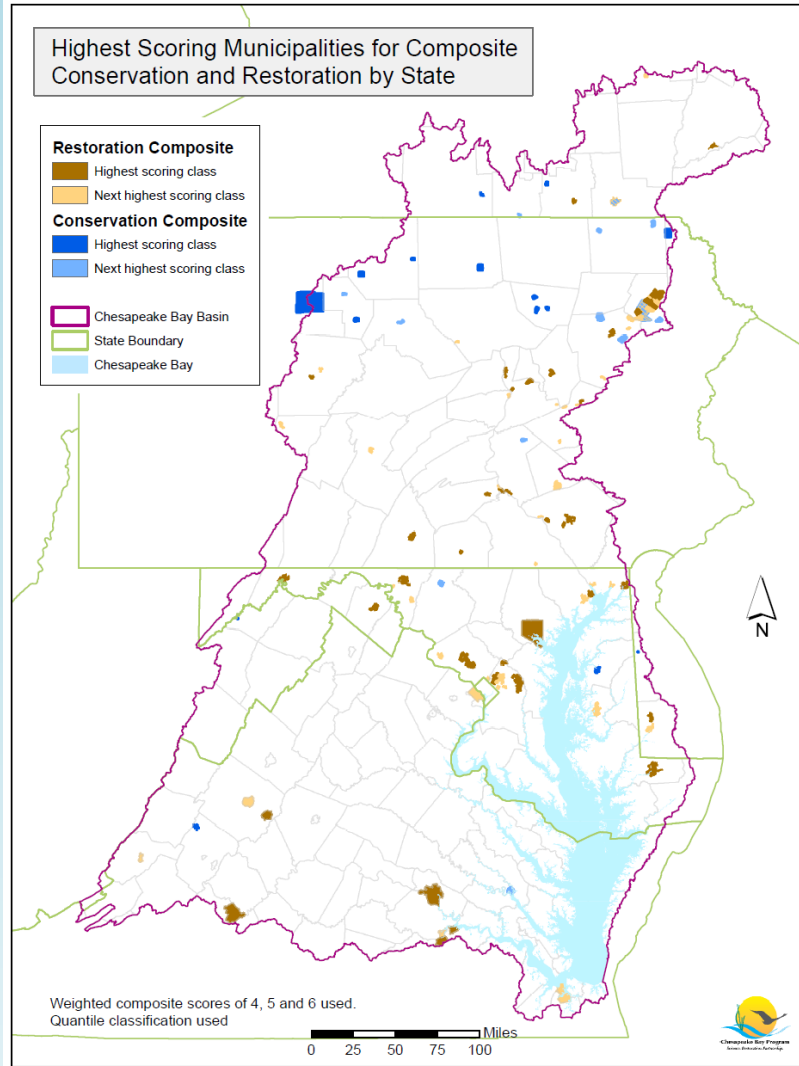 Highest Scoring Municipalities for Composite
Conservation and Restoration by State
Restoration Composite
Highest scoring class
Next highest scoring class
Conservation Composite
Highest scoring class
Next highest scoring class
Chesapeake Bay Basin
State Boundary
Chesapeake Bay
N
Weighted composite scores of 4, 5 and 6 used.
Quantile classification used
Miles
0 25 50 75 100
Chesapeake Bay Program